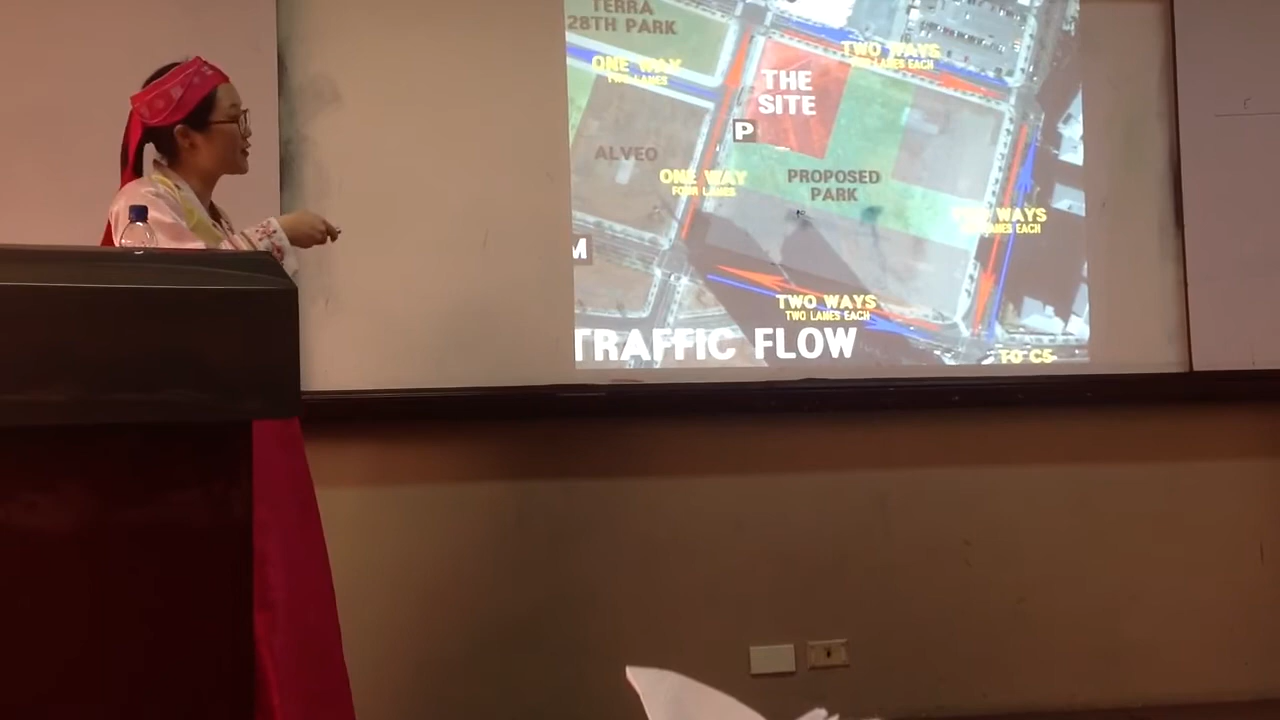 TERRA
28TH PARK
ONE WAY
TWO LANES
TWO WAYS
TWO LANES EACH
THE
SITE
P
ALVEO
ONE WAY
FOUR LANES
PROPOSED
PARK
TWO WAYS
LANES EACH
M
TWO WAYS
TWO LANES EACH
TRAFFIC FLOW
TO C5